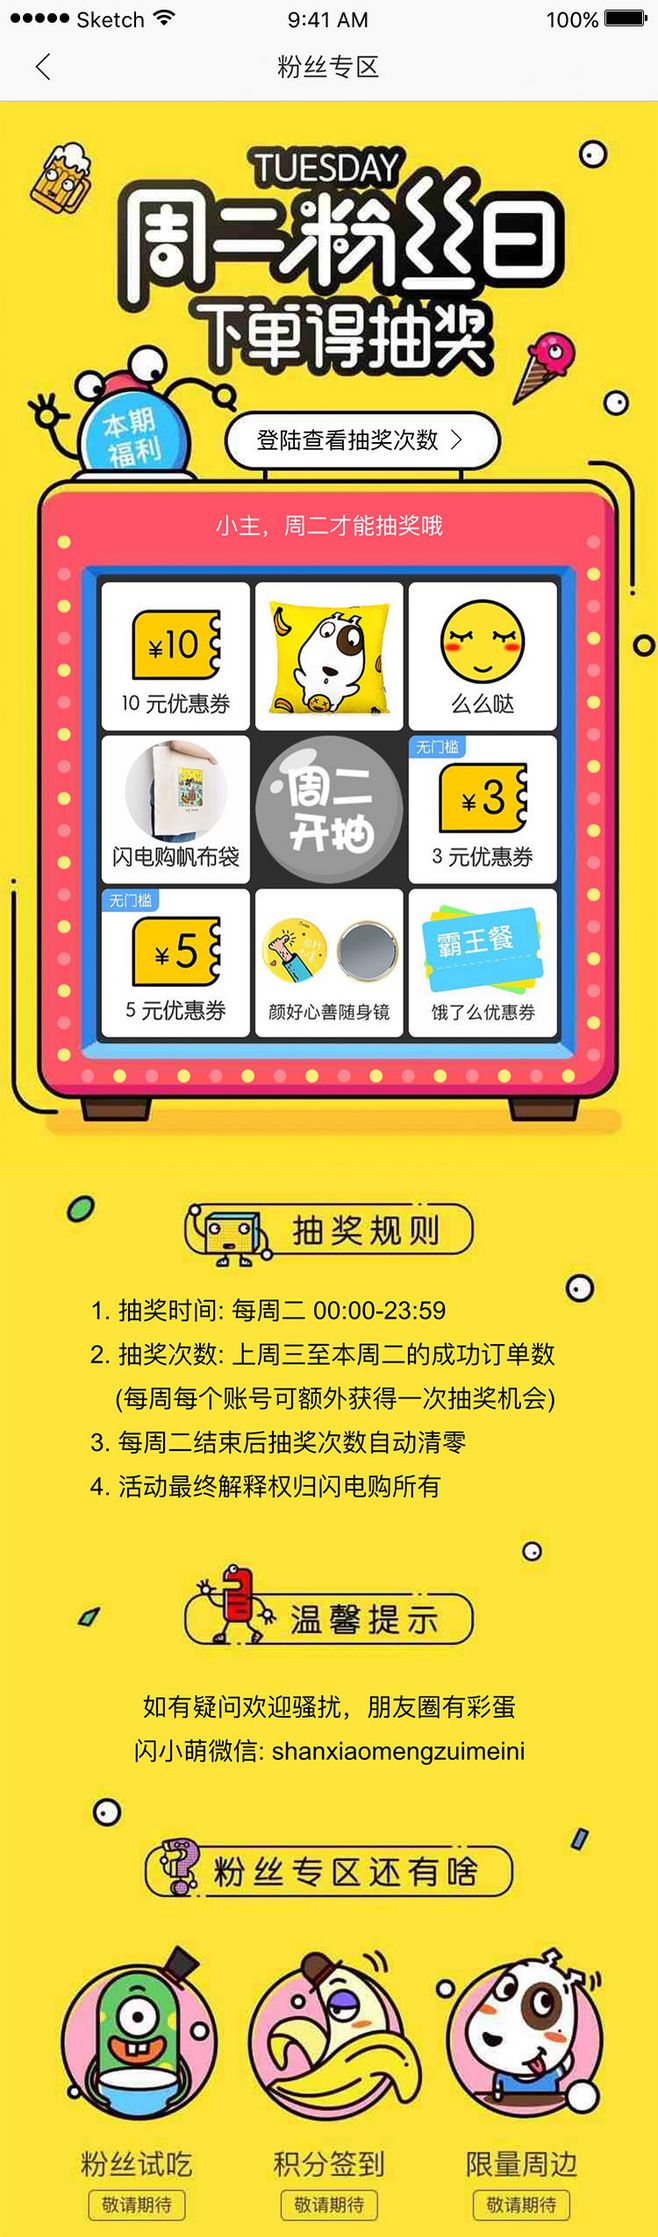 Sketch 9:41 AM 100%
粉丝专区
TUESDAY
周二粉丝日
下单得抽奖
本期
福利
登陆查看抽奖次数
小主，周二才能抽奖哦
¥10
10 元优惠券
么么哒
闪电购帆布袋
周二
开抽
无门槛
¥3
3 元优惠券
无门槛
¥5
5 元优惠券
颜好心善随身镜
霸王餐
饿了么优惠券
抽奖规则
1. 抽奖时间: 每周二 00:00-23:59
2. 抽奖次数: 上周三至本周二的成功订单数
(每周每个账号可额外获得一次抽奖机会)
3. 每周二结束后抽奖次数自动清零
4. 活动最终解释权归闪电购所有
温馨提示
如有疑问欢迎骚扰，朋友圈有彩蛋
闪小萌微信: shanxiaomengzuimeini
粉丝专区还有啥
粉丝试吃
敬请期待
积分签到
敬请期待
限量周边
敬请期待